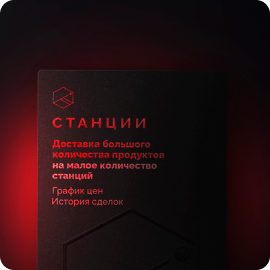 СТАНЦИИ
Доставка большого
количества продуктов
на малое количество
станций
График цен
История сделок